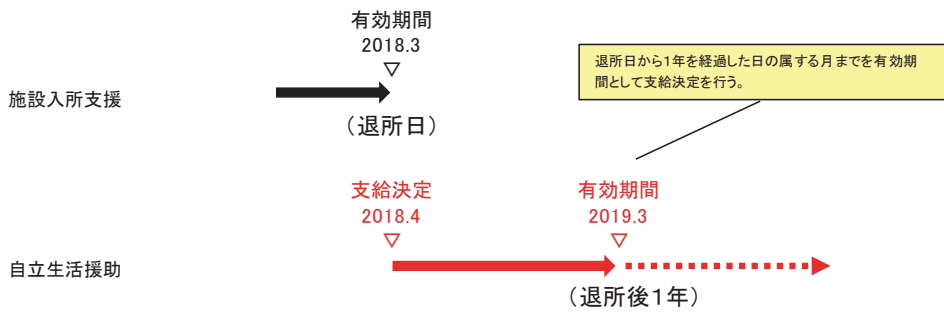 有効期間
2018.3
▽
退所日から1年を経過した日の属する月までを有効期
間として支給決定を行う。
施設入所支援
（退所日）
支給決定
2018.4
▽
有効期間
2019.3
▽
自立生活援助
（退所後1年）